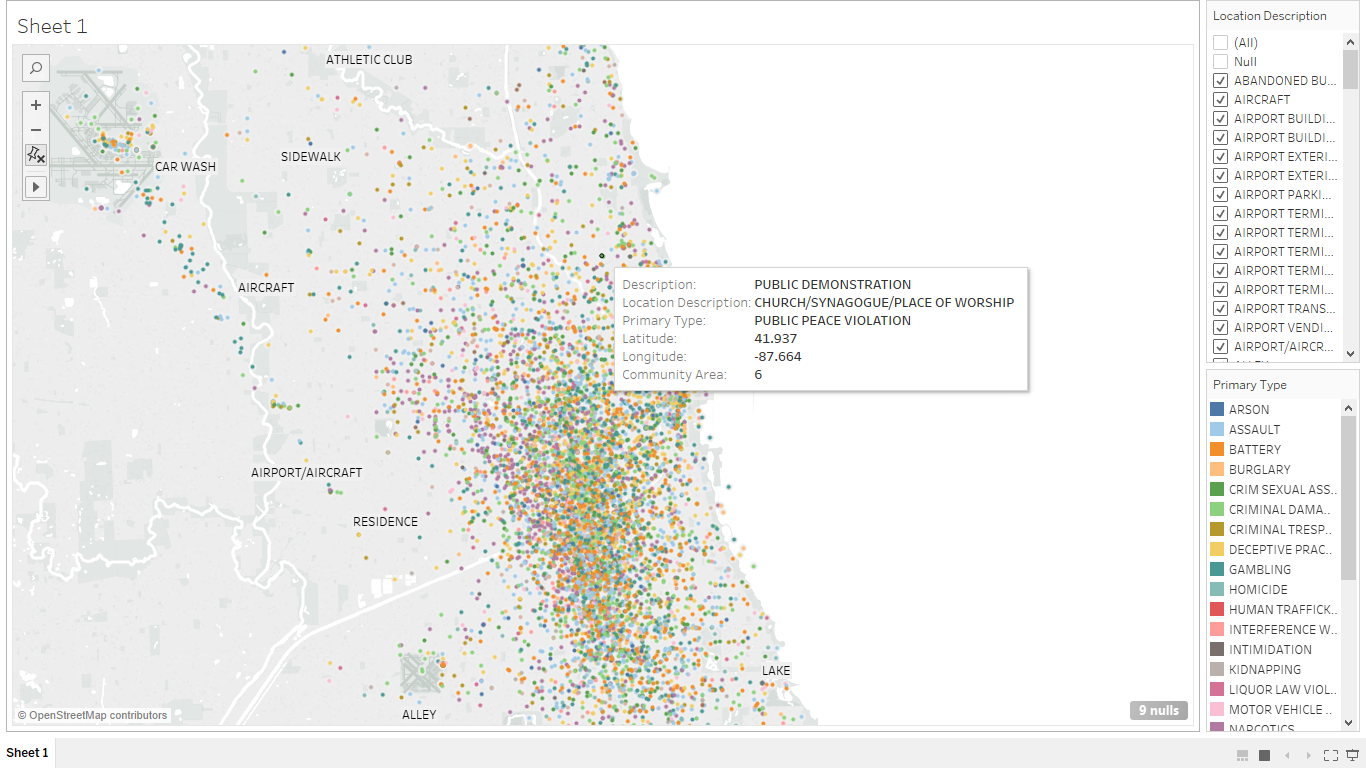 Sheet 1
ATHLETIC CLUB
SIDEWALK
CAR WASH
AIRCRAFT
Description: PUBLIC DEMONSTRATION
Location Description: CHURCH/SYNAGOGUE/PLACE OF WORSHIP
Primary Type: PUBLIC PEACE VIOLATION
Latitude: 41.937
Longitude: -87.664
Community Area: 6
AIRPORT/AIRCRAFT
RESIDENCE
LAKE
ALLEY
© OpenStreetMap contributors
9 nulls
Location Description
(All)
Null
ABANDONED BU...
AIRCRAFT
AIRPORT BUILDI...
AIRPORT BUILDI...
AIRPORT EXTERI...
AIRPORT EXTERI...
AIRPORT PARKI...
AIRPORT TERMI...
AIRPORT TERMI...
AIRPORT TERMI...
AIRPORT TERMI...
AIRPORT TERMI...
AIRPORT TRANS...
AIRPORT VENDI...
AIRPORT/AIRCR...
Primary Type
ARSON
ASSAULT
BATTERY
BURGLARY
CRIM SEXUAL ASS..
CRIMINAL DAMA..
CRIMINAL TRESP..
DECEPTIVE PRAC..
GAMBLING
HOMICIDE
HUMAN TRAFFICK..
INTERFERENCE W..
INTIMIDATION
KIDNAPPING
LIQUOR LAW VIOL..
MOTOR VEHICLE ..
NARCOTICS
Sheet 1